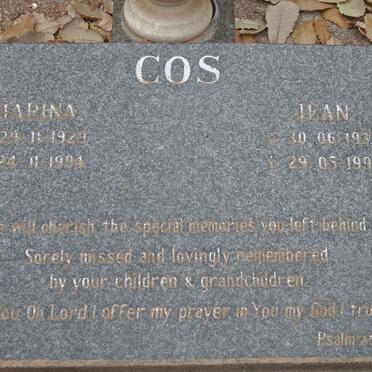 COS
MARINA JEAN
29·11·1929 30·06·193
24·11·1994 29·05·199
will cherish the special memories you left behind
Sorely missed and lovingly remembered
by your children & grandchildren.
You Oh Lord I offer my prayer, in You my God I tru
Psalm